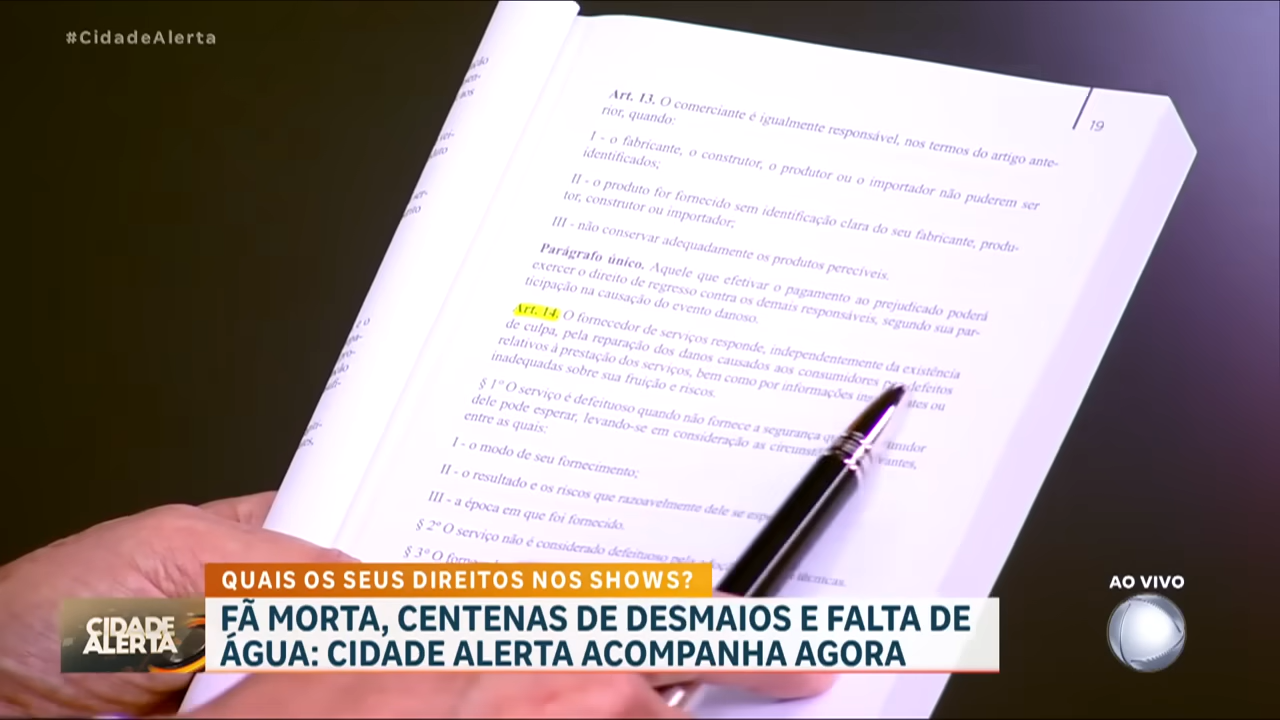 #CidadeAlerta
19
Art. 13. O comerciante é igualmente responsável, nos termos do artigo ante-
rior, quando:
I - o fabricante, o construtor, o produtor ou o importador não puderem ser
identificados;
II - o produto for fornecido sem identificação clara do seu fabricante, produ-
tor, construtor ou importador;
III - não conservar adequadamente os produtos perecíveis.
Parágrafo único. Aquele que efetivar o pagamento ao prejudicado poderá
exercer o direito de regresso contra os demais responsáveis, segundo sua par-
ticipação na causação do evento danoso.
Art. 14. O fornecedor de serviços responde, independentemente da existência
de culpa, pela reparação dos danos causados aos consumidores defeitos
relativos à prestação dos serviços, bem como por informações ou
inadequadas sobre sua fruição e riscos.
§ 1º O serviço é defeituoso quando não fornece a segurança
dele pode esperar, levando-se em consideração as
entre as quais:
I - o modo de seu fornecimento;
II - o resultado e os riscos que razoavelmente dele se
III - a época em que foi fornecido.
§ 2º O serviço não é considerado defeituoso técnicas.
§ 3º O
QUAIS OS SEUS DIREITOS NOS SHOWS?
CIDADE
ALERTA
FÃ MORTA, CENTENAS DE DESMAIOS E FALTA DE
ÁGUA: CIDADE ALERTA ACOMPANHA AGORA
AO VIVO